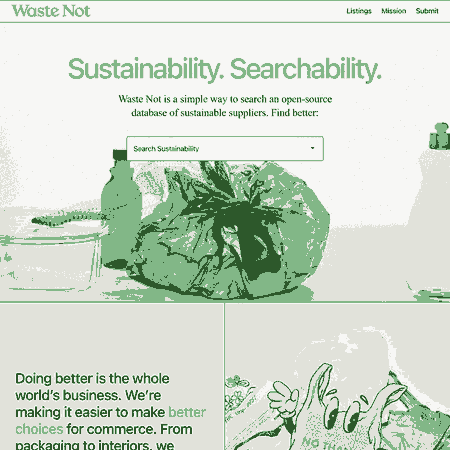 Waste Not
Listings Mission Submit
Sustainability. Searchability.
Waste Not is a simple way to search an open-source
database of sustainable suppliers. Find better:
Search Sustainability
Doing better is the whole
world's business. We're
making it easier to make better
choices for commerce. From
packaging to interiors, we
NO THAN